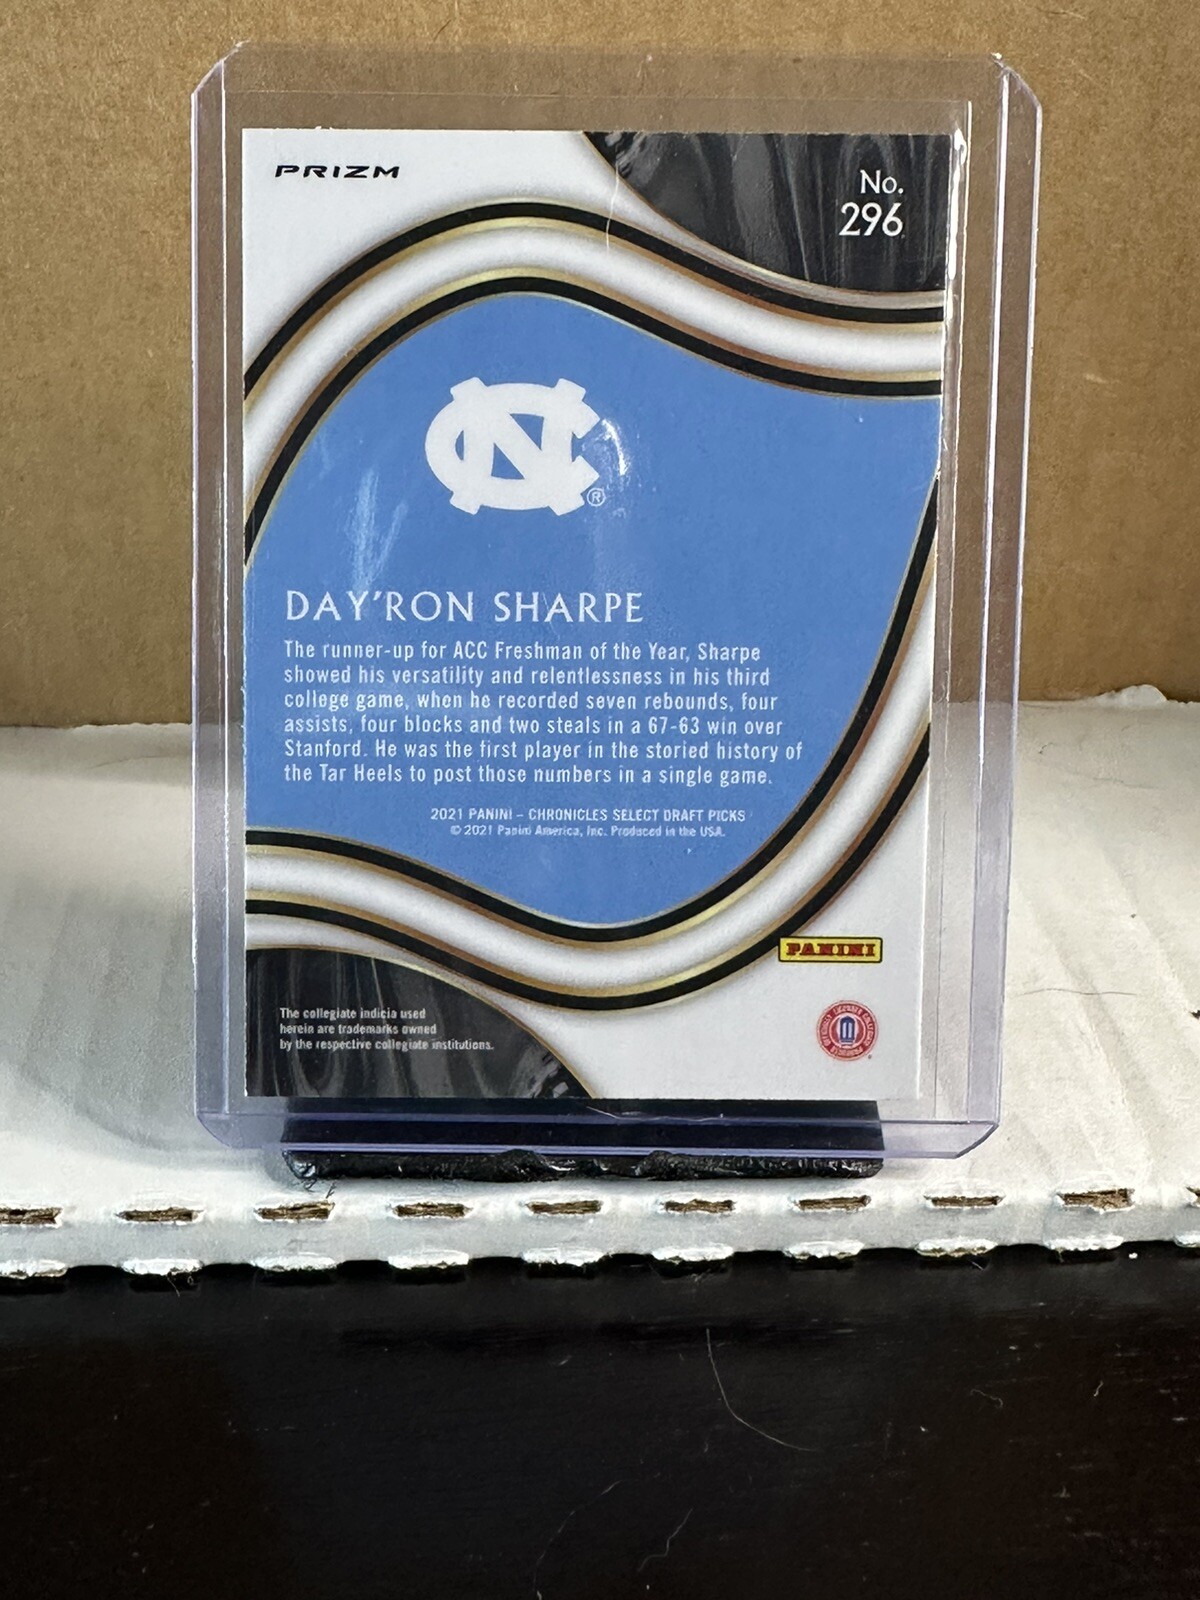 PRIZM
No.
296
NC
®
DAY'RON SHARPE
The runner-up for ACC Freshman of the Year, Sharpe
showed his versatility and relentlessness in his third
college game, when he recorded seven rebounds, four
assists, four blocks and two steals in a 67-63 win over
Stanford. He was the first player in the storied history of
the Tar Heels to post those numbers in a single game.
2021 PANINI – CHRONICLES SELECT DRAFT PICKS
© 2021 Panini America, Inc. Produced in the USA.
PANINI
The collegiate indicia used
herein are trademarks owned
by the respective collegiate institutions.